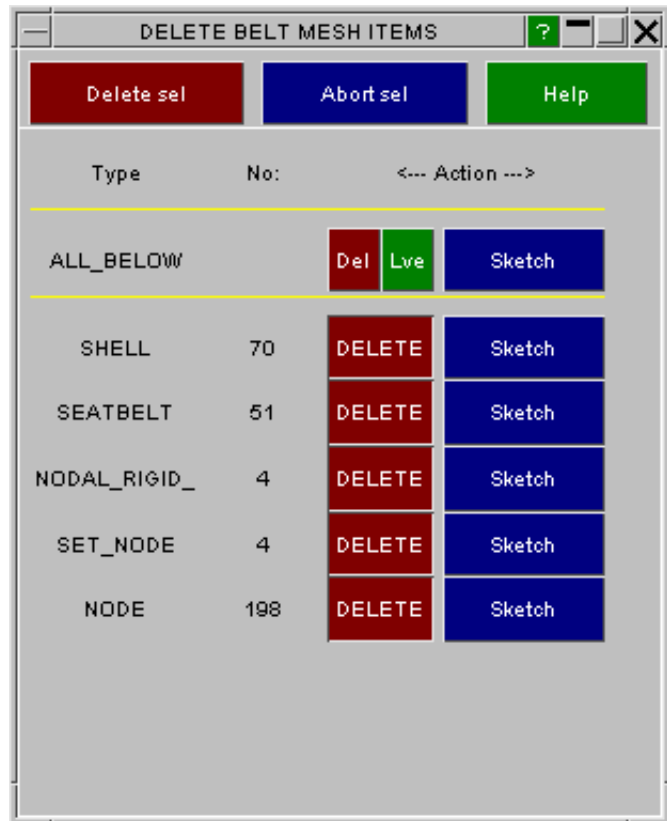 DELETE BELT MESH ITEMS ?
Delete sel Abort sel Help
Type No: <--- Action --->
ALL_BELOW Del Lve Sketch
SHELL 70 DELETE Sketch
SEATBELT 51 DELETE Sketch
NODAL_RIGID_ 4 DELETE Sketch
SET_NODE 4 DELETE Sketch
NODE 198 DELETE Sketch